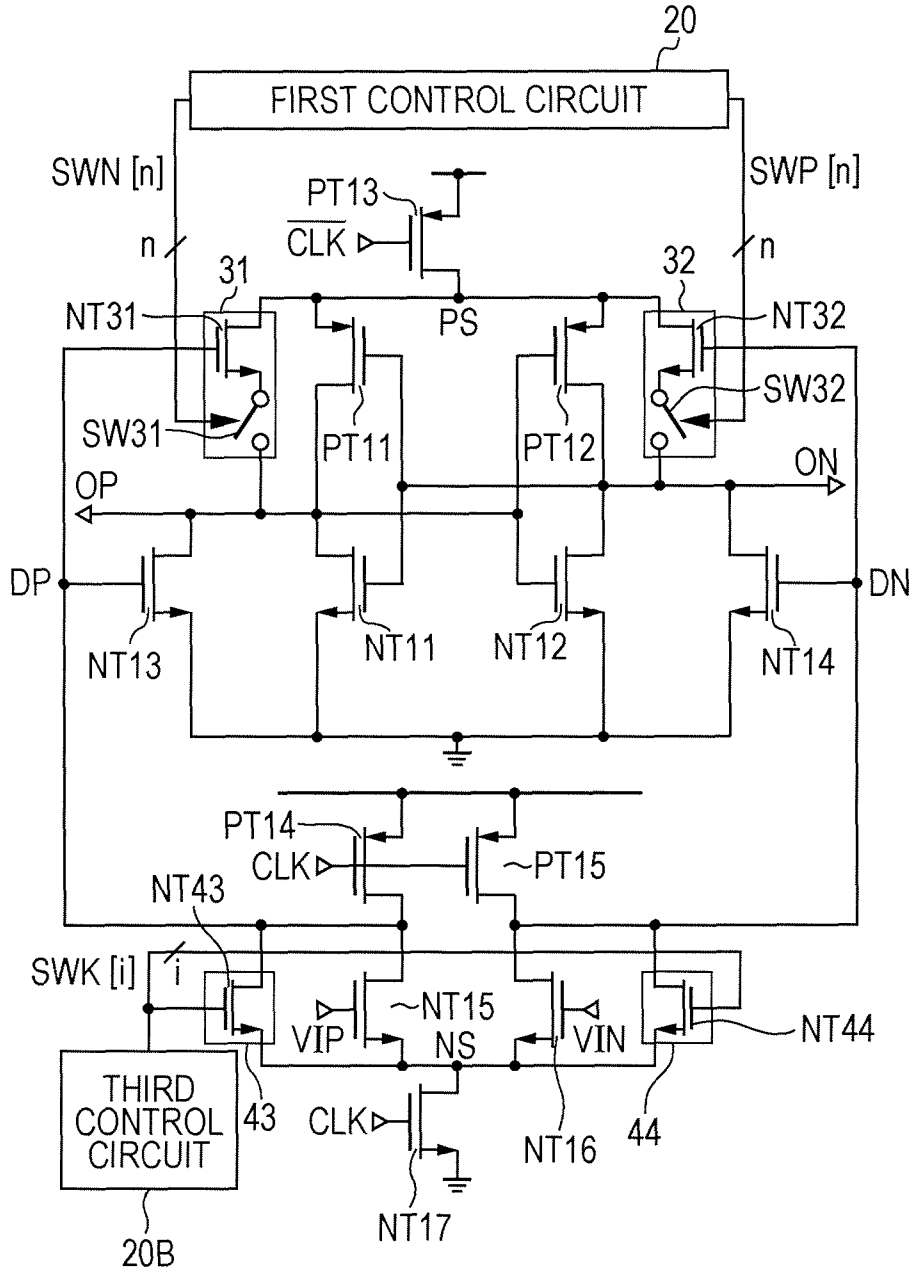 20
FIRST CONTROL CIRCUIT
SWN [n]
SWP [n]
PT13
CLK
n
n
31
32
NT31
PS
NT32
SW31
PT11
PT12
SW32
OP
ON
DP
DN
NT13
NT11
NT12
NT14
PT14
CLK
PT15
NT43
SWK [i]
i
VIP
NT15
NS
VIN
NT44
THIRD
CONTROL
CIRCUIT
43
CLK
NT16
44
NT17
20B